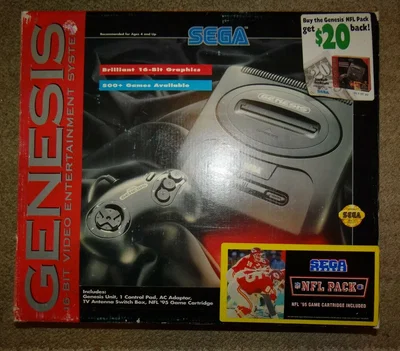 GENESIS
16-BIT VIDEO ENTERTAINMENT SYSTEM
Recommended for Ages 6 and Up
SEGA
Buy the Genesis NFL Pack
get $20 back!
Brilliant 16-Bit Graphics
500+ Games Available
GENESIS
SEGA
SEGA
SPORTS
NFL PACK
NFL '95 GAME CARTRIDGE INCLUDED
Includes:
Genesis Unit, 1 Control Pad, AC Adaptor,
TV Antenna Switch Box, NFL '95 Game Cartridge